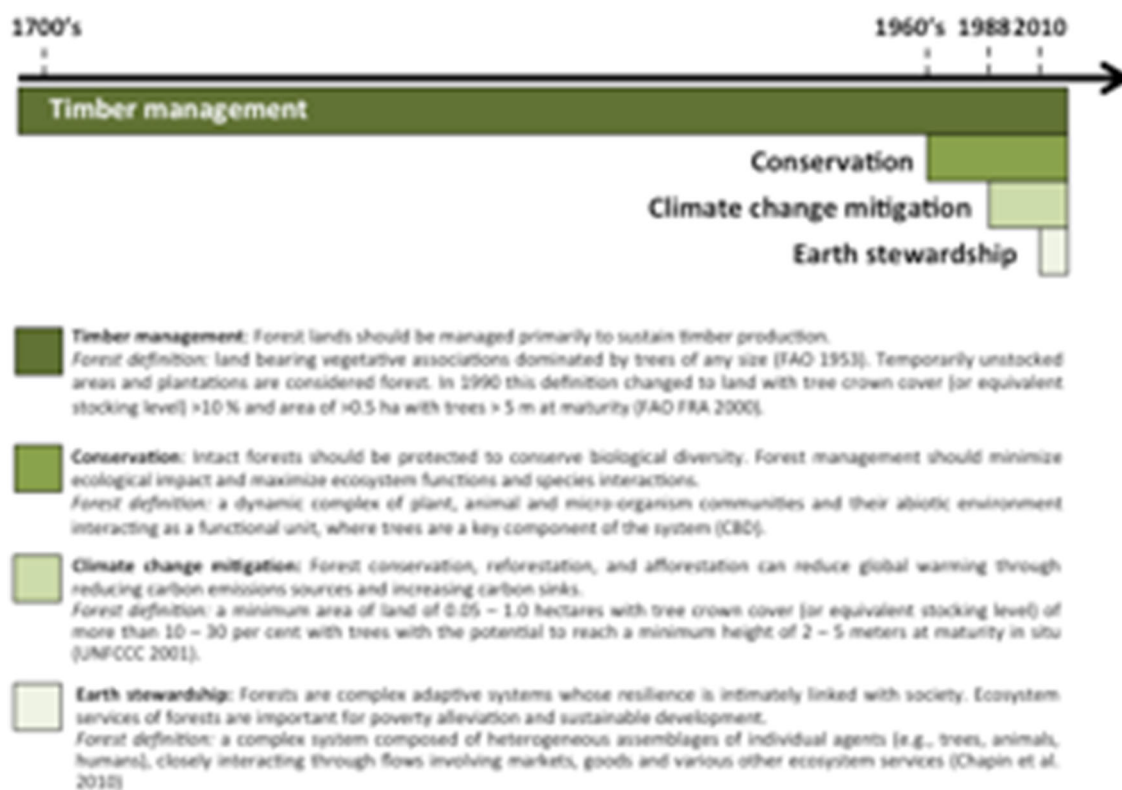 1700's 1960's 1988 2010
Timber management
Conservation
Climate change mitigation
Earth stewardship
Timber management: Forest lands should be managed primarily to sustain timber production.
Forest definition: land bearing vegetative associations dominated by trees of any size (FAO 1953). Temporarily unstocked
areas and plantations are considered forest. In 1990 this definition changed to land with tree crown cover (or equivalent
stocking level) >10 % and area of >0.5 ha with trees > 5 m at maturity (FAO FRA 2000).
Conservation: Intact forests should be protected to conserve biological diversity. Forest management should minimize
ecological impact and maximize ecosystem functions and species interactions.
Forest definition: a dynamic complex of plant, animal and micro-organism communities and their abiotic environment
interacting as a functional unit, where trees are a key component of the system (CBD).
Climate change mitigation: Forest conservation, reforestation, and afforestation can reduce global warming through
reducing carbon emissions sources and increasing carbon sinks.
Forest definition: a minimum area of land of 0.05 – 1.0 hectares with tree crown cover (or equivalent stocking level) of
more than 10 – 30 per cent with trees with the potential to reach a minimum height of 2 – 5 meters at maturity in situ
(UNFCCC 2001).
Earth stewardship: Forests are complex adaptive systems whose resilience is intimately linked with society. Ecosystem
services of forests are important for poverty alleviation and sustainable development.
Forest definition: a complex system composed of heterogeneous assemblages of individual agents (e.g., trees, animals,
humans), closely interacting through flows involving markets, goods and various other ecosystem services (Chapin et al.
2010)